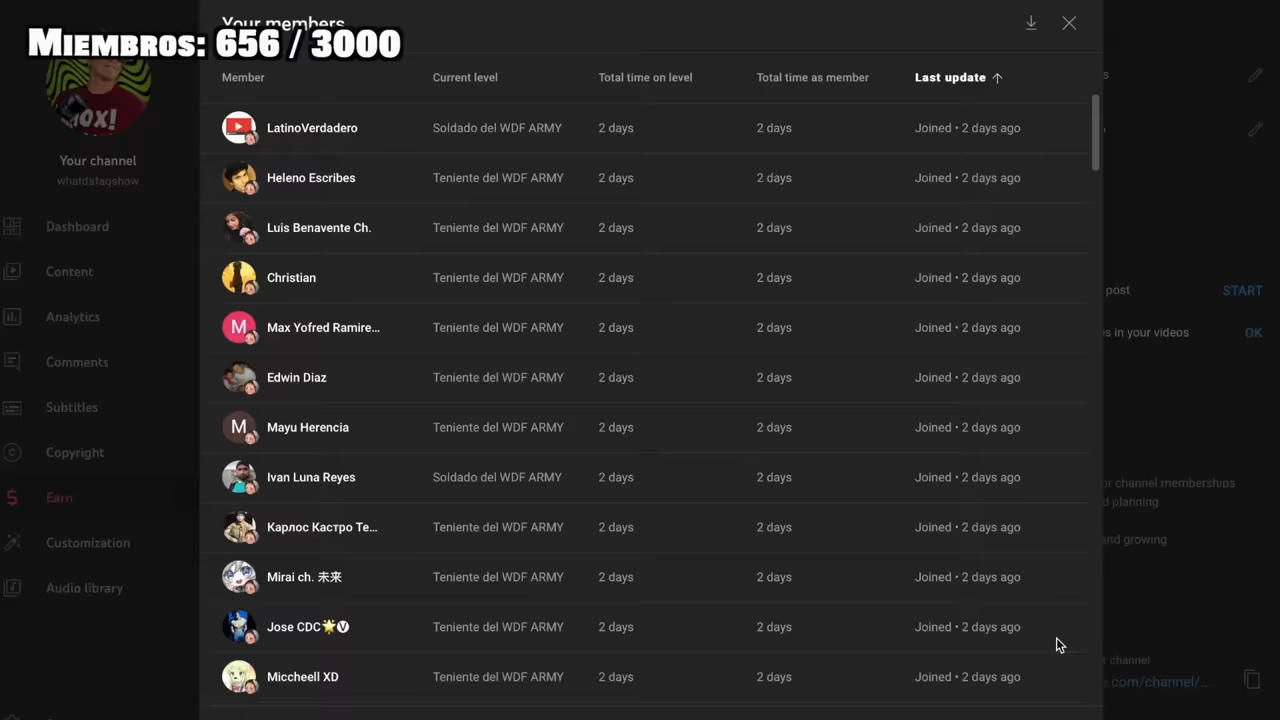 Your members
MIEMBROS: 656 / 3000
Member Current level Total time on level Total time as member Last update
LatinoVerdadero Soldado del WDF ARMY 2 days 2 days Joined • 2 days ago
Heleno Escribes Teniente del WDF ARMY 2 days 2 days Joined • 2 days ago
Luis Benavente Ch. Teniente del WDF ARMY 2 days 2 days Joined • 2 days ago
Christian Teniente del WDF ARMY 2 days 2 days Joined • 2 days ago
Max Yofred Ramire... Teniente del WDF ARMY 2 days 2 days Joined • 2 days ago
Edwin Diaz Teniente del WDF ARMY 2 days 2 days Joined • 2 days ago
Mayu Herencia Teniente del WDF ARMY 2 days 2 days Joined • 2 days ago
Ivan Luna Reyes Soldado del WDF ARMY 2 days 2 days Joined • 2 days ago
Карлос Кастро Те... Teniente del WDF ARMY 2 days 2 days Joined • 2 days ago
Mirai ch. 未来 Teniente del WDF ARMY 2 days 2 days Joined • 2 days ago
Jose CDC🌟Ⓥ Teniente del WDF ARMY 2 days 2 days Joined • 2 days ago
Miccheell XD Teniente del WDF ARMY 2 days 2 days Joined • 2 days ago
Your channel
whatdafaqshow
Dashboard
Content
Analytics
Comments
Subtitles
Copyright
Earn
Customization
Audio library
post START
in your videos OK
channel memberships
planning
and growing
channel
.com/channel/...